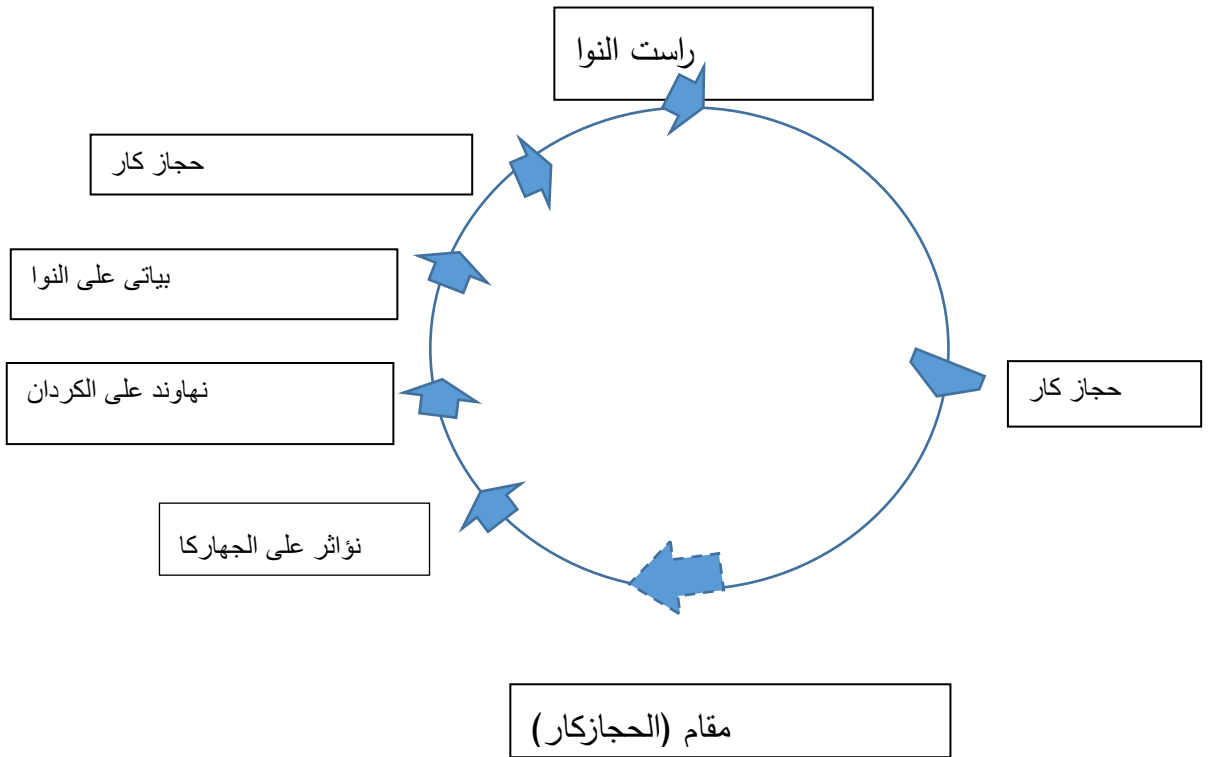 راست النوا
حجاز كار
بياتى على النوا
نهاوند على الكردان
حجاز كار
نؤاثر على الجهاركا
مقام (الحجازكار)